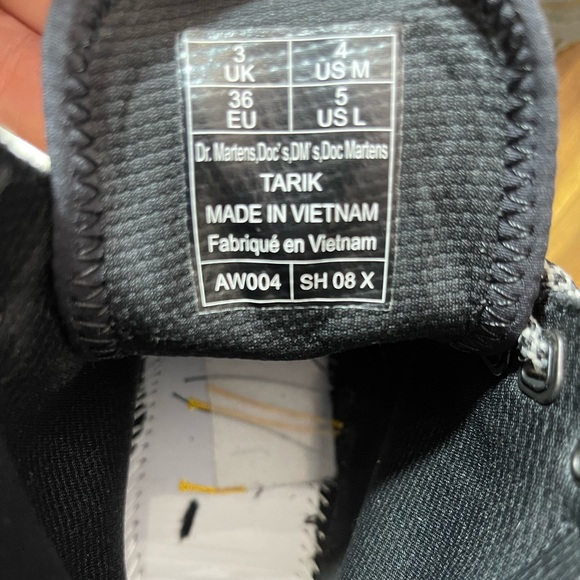 3 UK 4 US M
36 EU 5 US L
Dr. Martens,Doc's,DM's,Doc Martens
TARIK
MADE IN VIETNAM
Fabriqué en Vietnam
AW004 SH 08 X